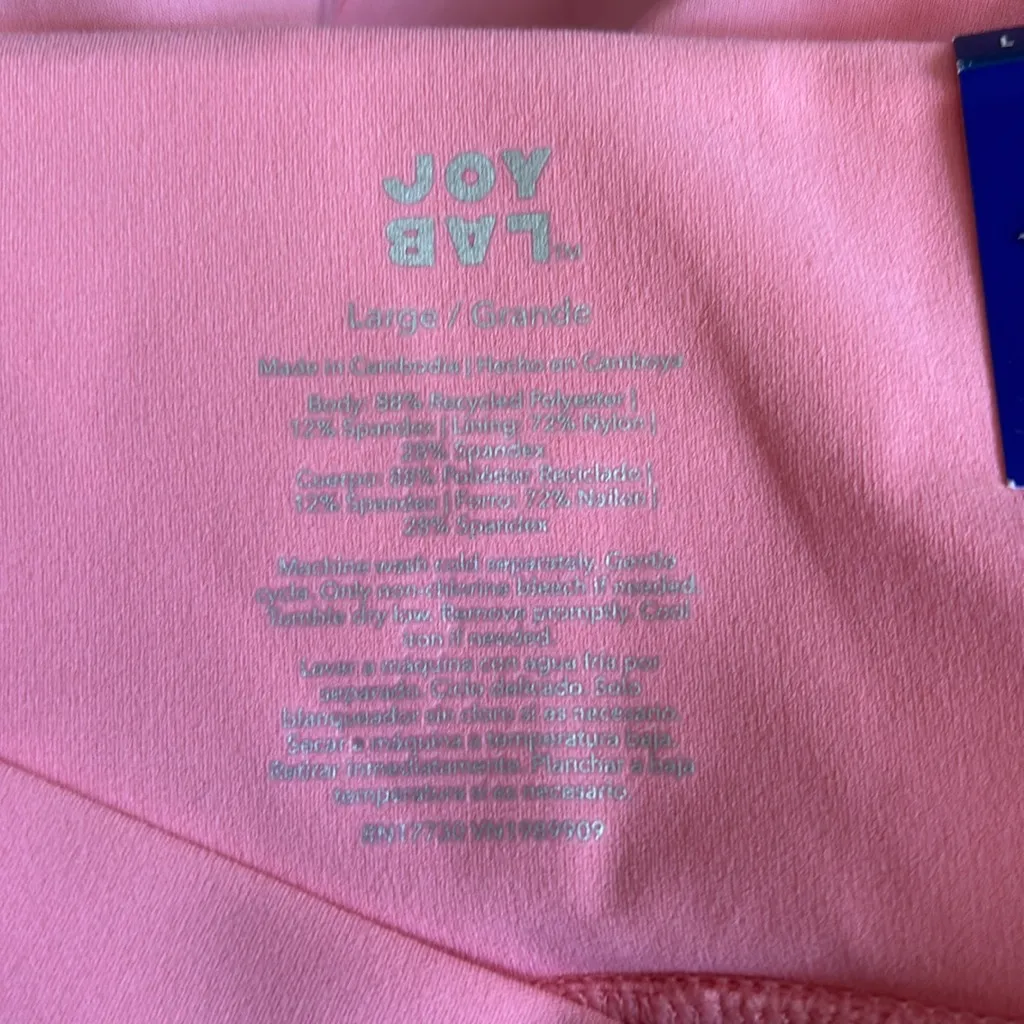 L
JOY
LAB™
Large / Grande
Made in Cambodia | Hecho en Camboya
Body: 88% Recycled Polyester |
12% Spandex | Lining: 72% Nylon |
28% Spandex
Cuerpo: 88% Poliéster Reciclado |
12% Spandex | Forro: 72% Nailon |
28% Spandex
Machine wash cold separately. Gentle
cycle. Only non-chlorine bleach if needed.
Tumble dry low. Remove promptly. Cool
iron if needed.
Lavar a máquina con agua fría por
separado. Ciclo delicado. Solo
blanqueador sin cloro si es necesario.
Secar a máquina a temperatura baja.
Retirar inmediatamente. Planchar a baja
temperatura si es necesario.